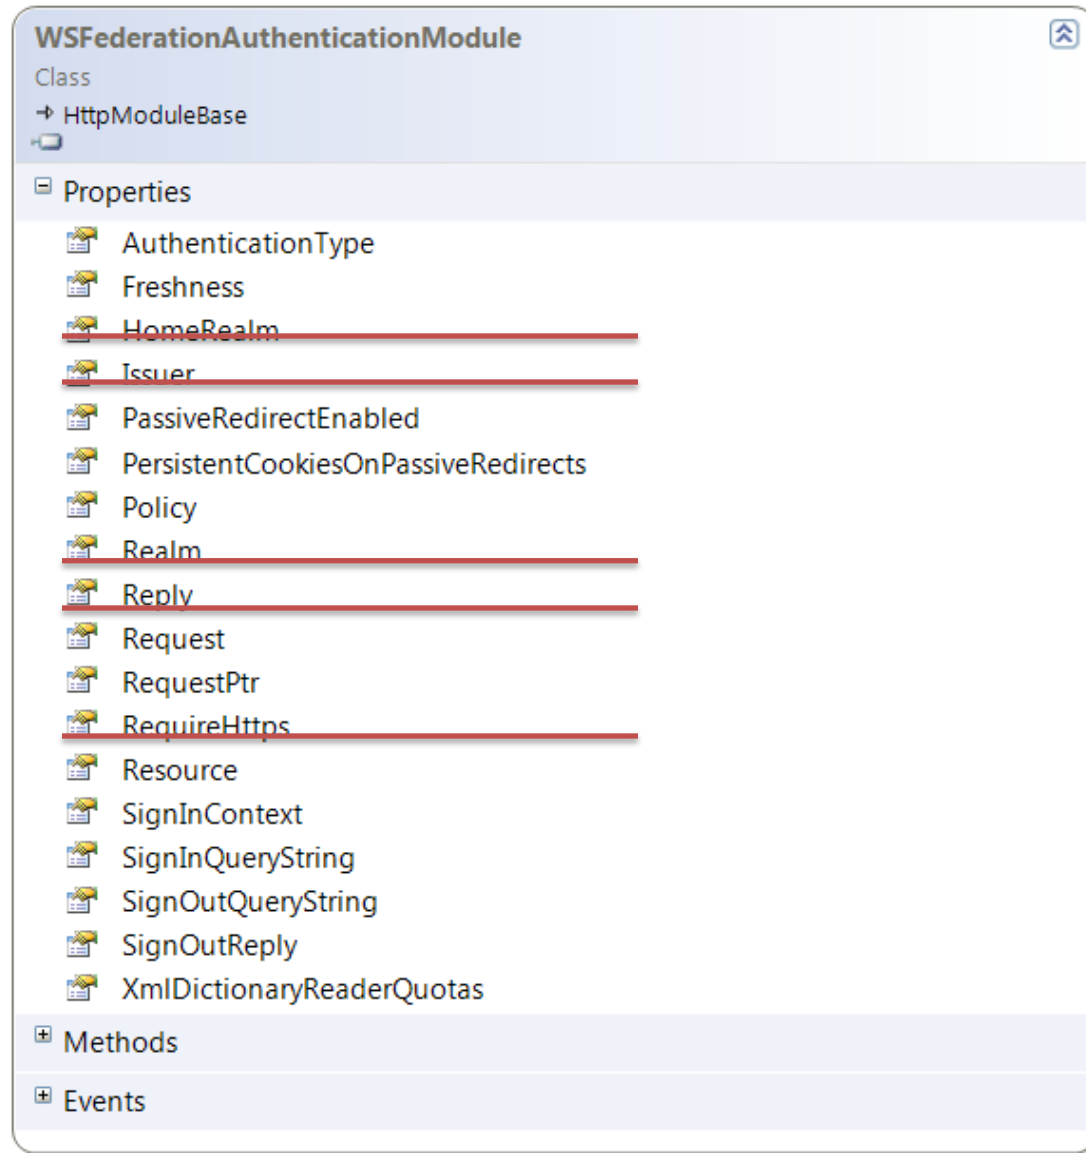 WSFederationAuthenticationModule
Class
HttpModuleBase
Properties
AuthenticationType
Freshness
HomeRealm
Issuer
PassiveRedirectEnabled
PersistentCookiesOnPassiveRedirects
Policy
Realm
Reply
Request
RequestPtr
RequireHttps
Resource
SignInContext
SignInQueryString
SignOutQueryString
SignOutReply
XmlDictionaryReaderQuotas
Methods
Events